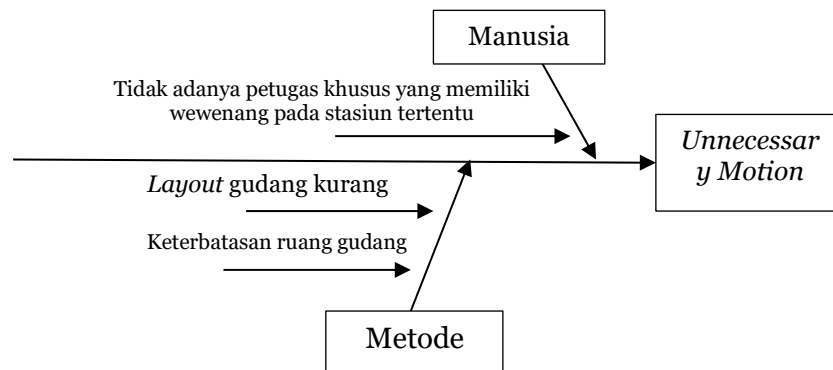 Manusia
Tidak adanya petugas khusus yang memiliki
wewenang pada stasiun tertentu
Unnecessar
y Motion
Layout gudang kurang
Keterbatasan ruang gudang
Metode